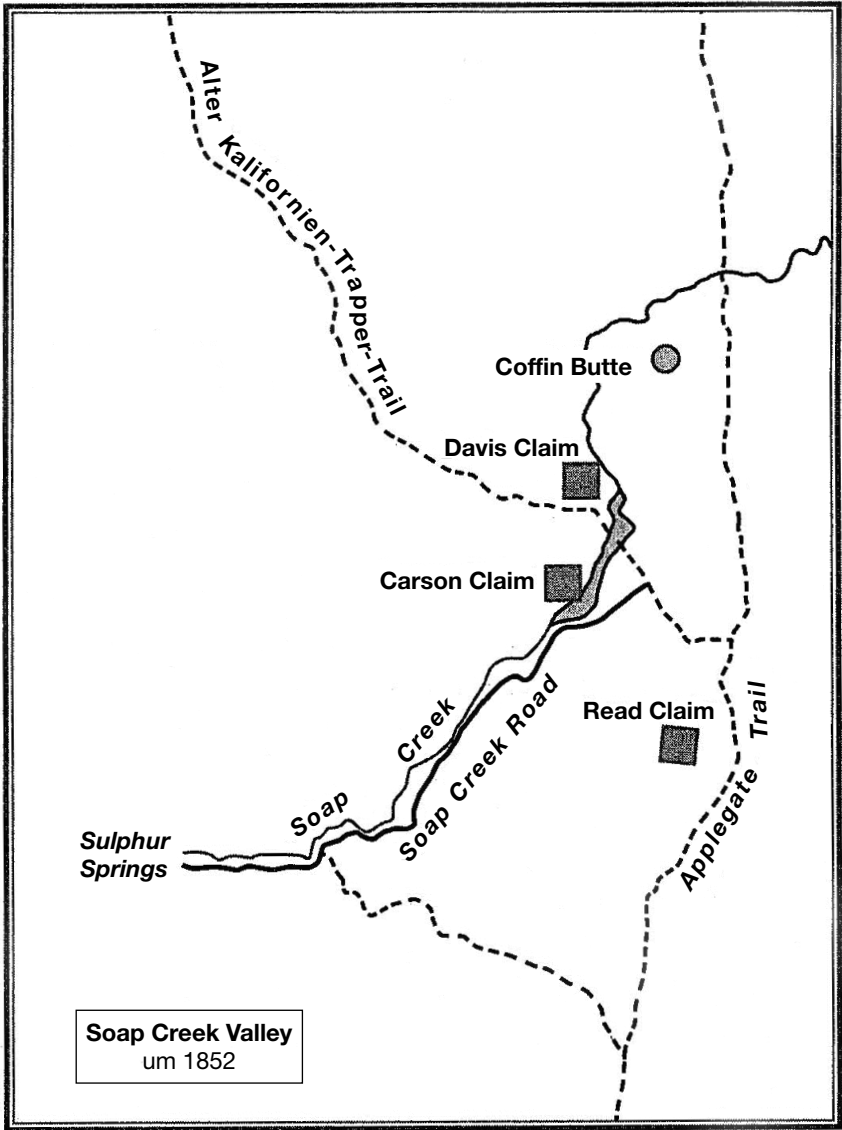 Alter Kalifornien-Trapper-Trail
Coffin Butte
Davis Claim
Carson Claim
Read Claim
Applegate Trail
Soap Creek
Soap Creek Road
Sulphur
Springs
Soap Creek Valley
um 1852